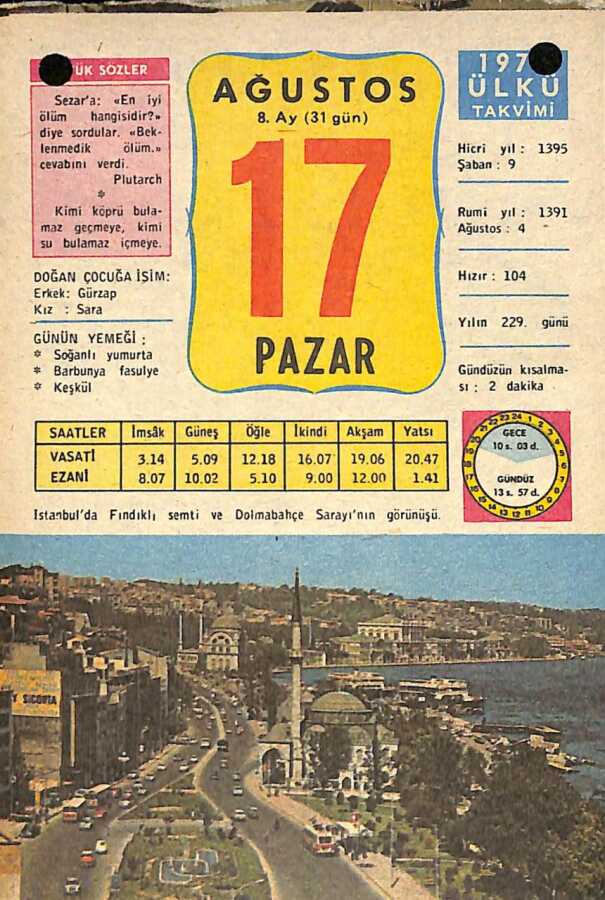 ÜK SÖZLER
Sezar'a: «En iyi
ölüm hangisidir?»
diye sordular. «Bek-
lenmedik ölüm.»
cevabını verdi.
Plutarch
Kimi köprü bula-
maz geçmeye, kimi
su bulamaz içmeye.
DOĞAN ÇOCUĞA İSİM:
Erkek: Gürzap
Kız : Sara
GÜNÜN YEMEĞİ :
Soğanlı yumurta
Barbunya fasulye
Keşkül
AĞUSTOS
8. Ay (31 gün)
17
PAZAR
197
ÜLKÜ
TAKVİMİ
Hicri yıl : 1395
Şaban : 9
Rumi yıl : 1391
Ağustos : 4
Hızır : 104
Yılın 229. günü
Gündüzün kısalma-
sı : 2 dakika
SAATLER İmsâk Güneş Öğle İkindi Akşam Yatsı
VASATİ 3.14 5.09 12.18 16.07 19.06 20.47
EZANİ 8.07 10.02 5.10 9.00 12.00 1.41
GECE
10 s. 03 d.
GÜNDÜZ
13 s. 57 d.
İstanbul'da Fındıklı semti ve Dolmabahçe Sarayı'nın görünüşü.
SİGORTA